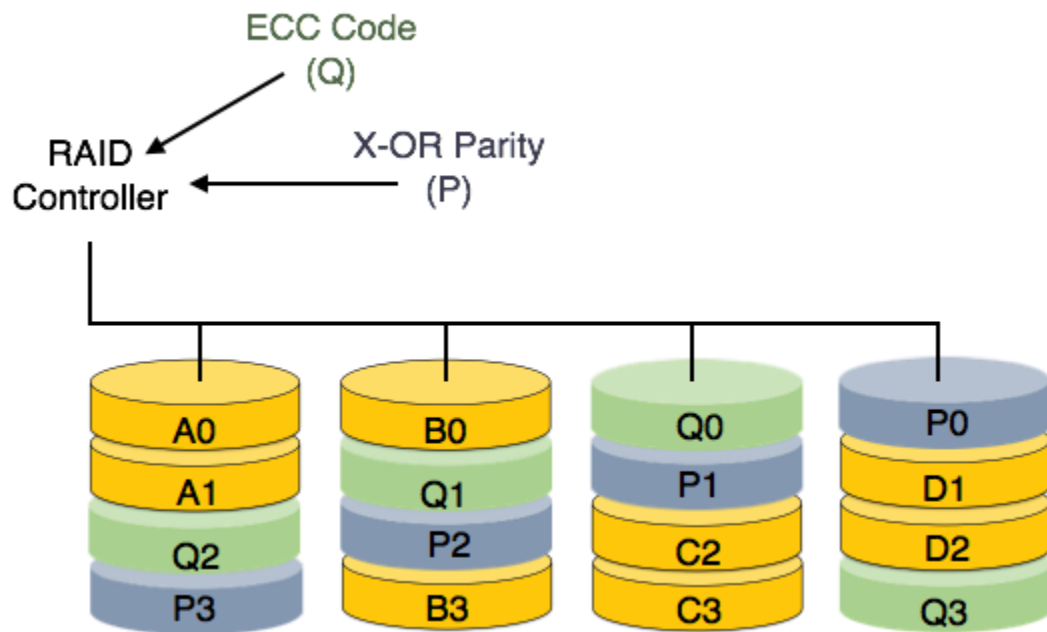 ECC Code
(Q)
X-OR Parity
(P)
RAID
Controller
A0
B0
Q0
P0
A1
Q1
P1
D1
Q2
P2
C2
D2
P3
B3
C3
Q3